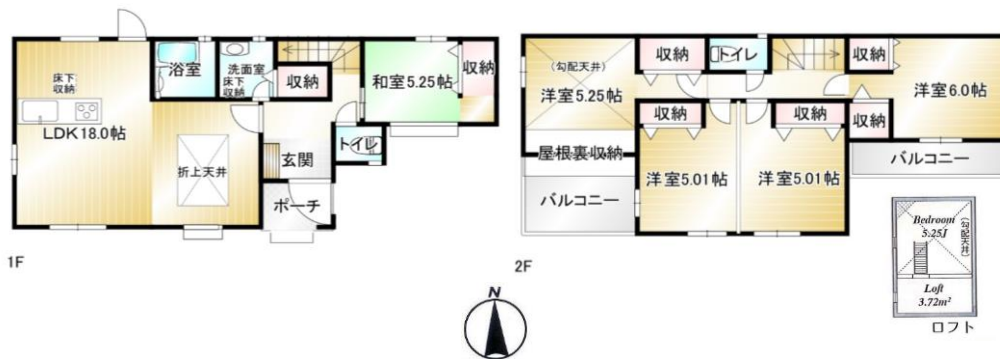 床下
収納
LDK18.0帖
浴室
洗面室
床下
収納
収納
和室5.25帖
収納
折上天井
玄関
トイレ
ポーチ
1F
(勾配天井)
洋室5.25帖
収納
トイレ
収納
洋室6.0帖
収納
収納
収納
屋根裏収納
洋室5.01帖
洋室5.01帖
バルコニー
バルコニー
2F
Bedroom
5.25J
(勾配天井)
Loft
3.72m²
ロフト
N